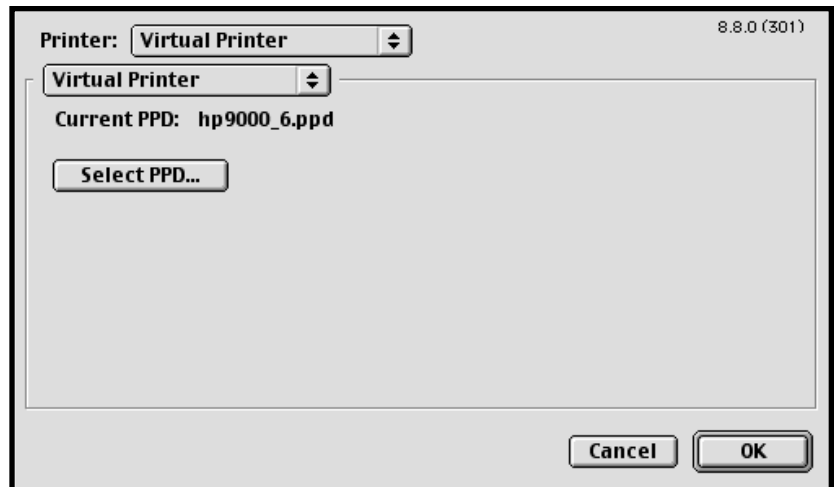 Printer: Virtual Printer 8.8.0 (301)
Virtual Printer
Current PPD: hp9000_6.ppd
Select PPD...
Cancel OK